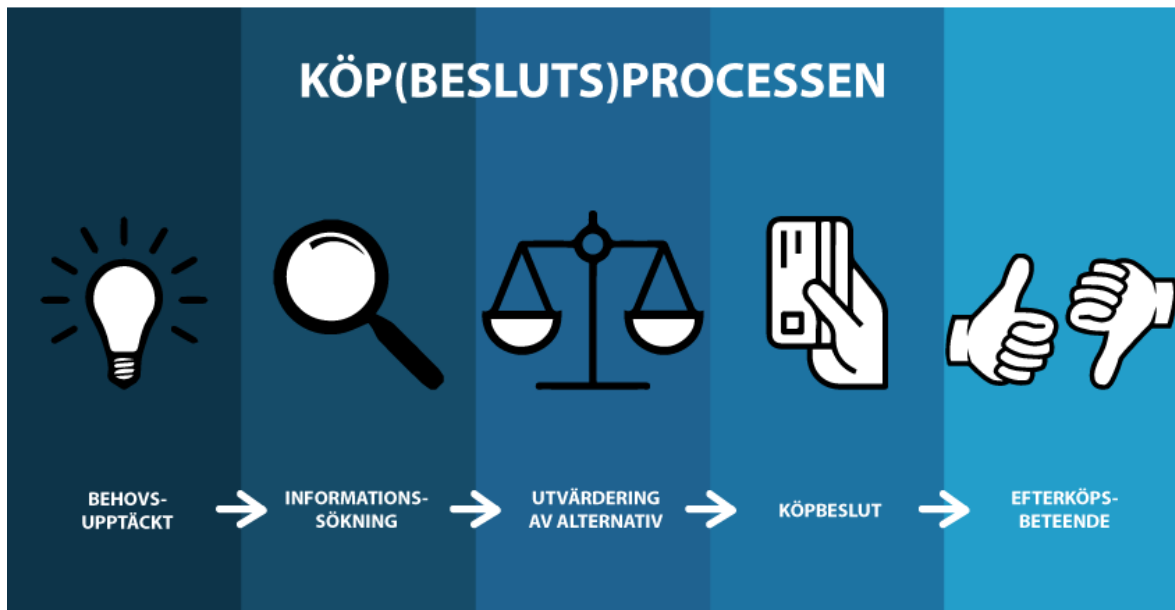 KÖP(BESLUTS)PROCESSEN
BEHOVS-
UPPTÄCKT
INFORMATIONS-
SÖKNING
UTVÄRDERING
AV ALTERNATIV
KÖPBESLUT
EFTERKÖPS-
BETEENDE